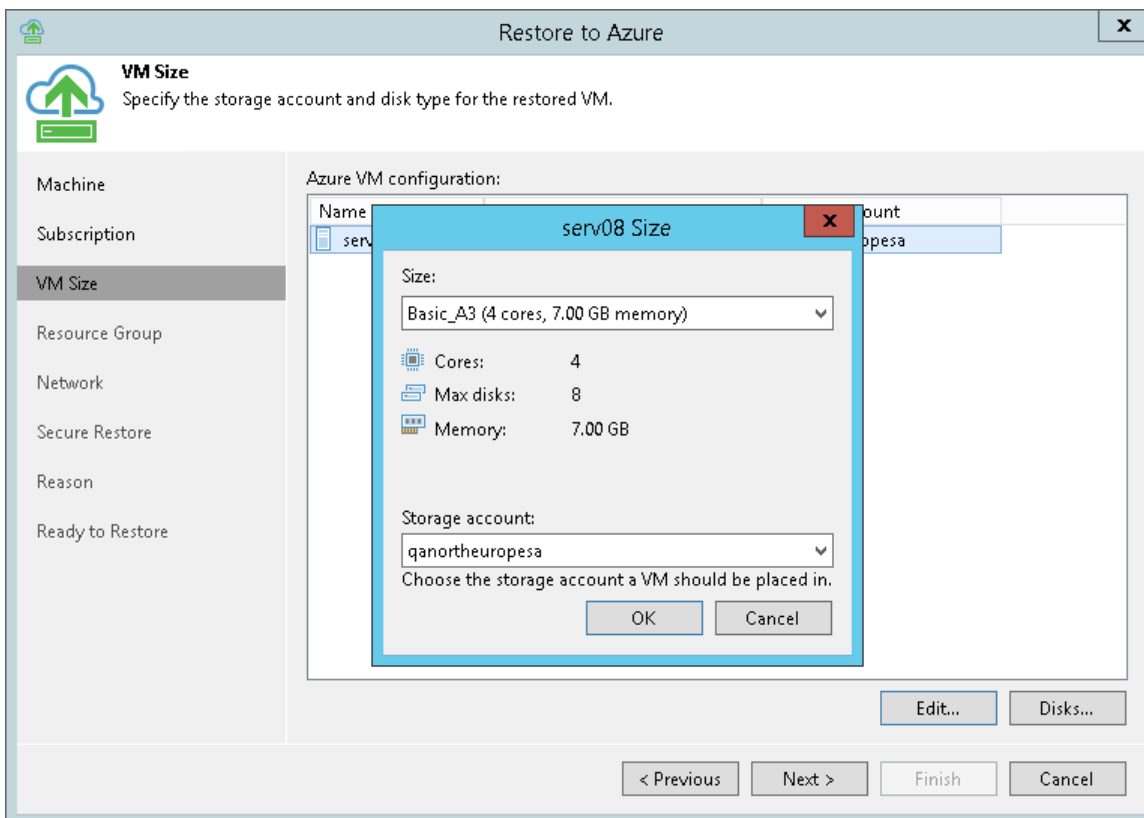 Restore to Azure
x
VM Size
Specify the storage account and disk type for the restored VM.
Machine
Subscription
VM Size
Resource Group
Network
Secure Restore
Reason
Ready to Restore
Azure VM configuration:
Name
serv08 Size
x
Size:
Basic_A3 (4 cores, 7.00 GB memory)
Cores: 4
Max disks: 8
Memory: 7.00 GB
Storage account:
qanortheuropesa
Choose the storage account a VM should be placed in.
OK Cancel
Edit... Disks...
< Previous Next > Finish Cancel